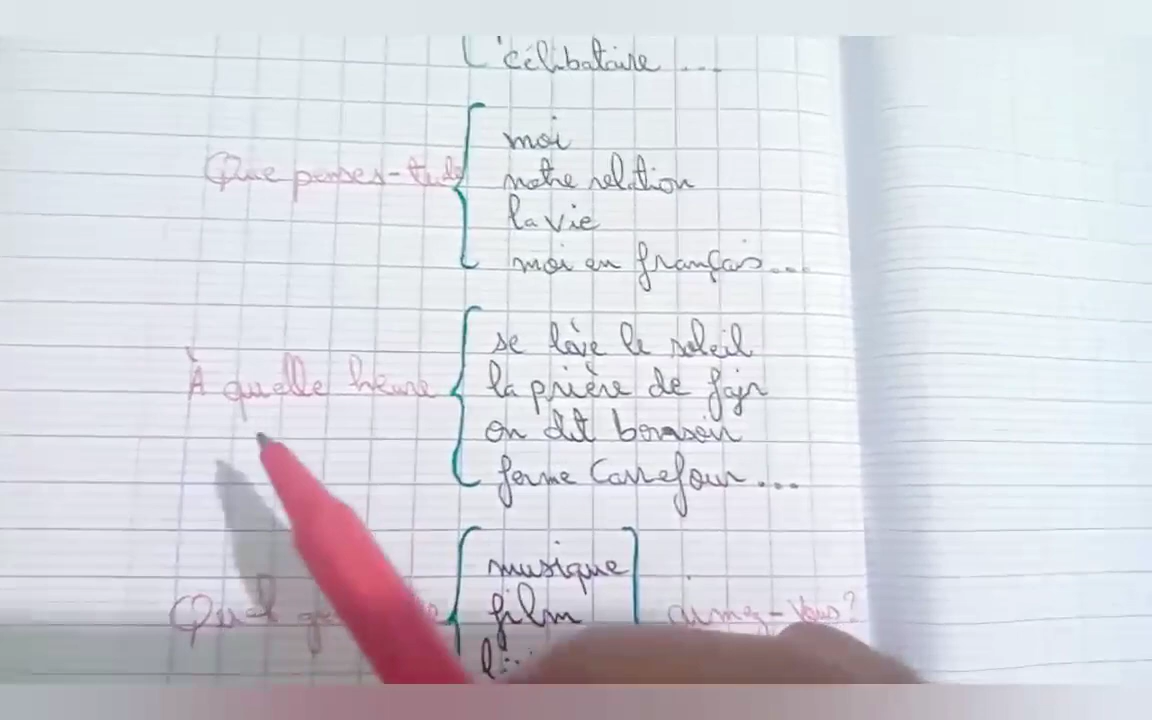 L'célibataire ...
moi
Que penses-tu de
notre relation
la vie
moi en français...
se lève le soleil
À quelle heure
la prière de fajr
on dit bonsoir
ferme Carrefour...
musique
Quel
film
aimez-vous?